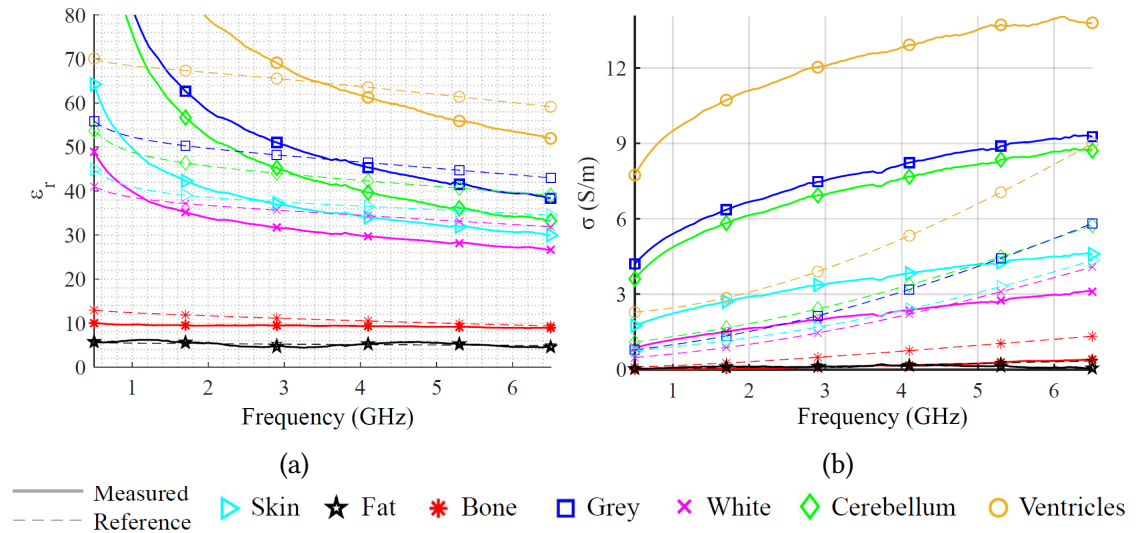 80
70
60
50
40
30
20
10
0
εr
1 2 3 4 5 6
Frequency (GHz)
(a)
12
9
6
3
0
σ (S/m)
1 2 3 4 5 6
Frequency (GHz)
(b)
Measured
Reference
Skin Fat Bone Grey White Cerebellum Ventricles